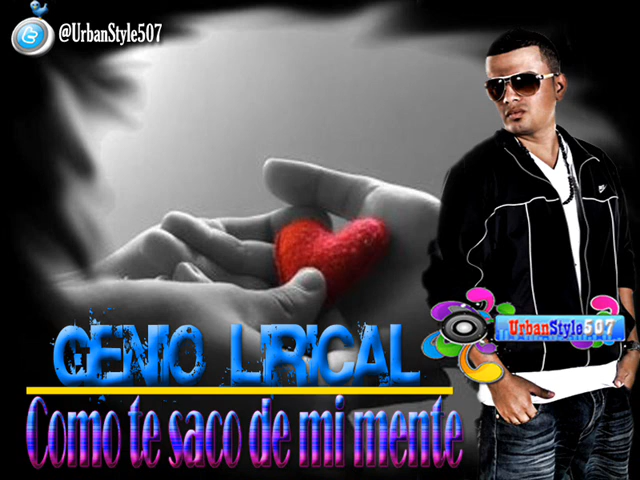 @UrbanStyle507
UrbanStyle507
GENIO LIRICAL
Como te saco de mi mente